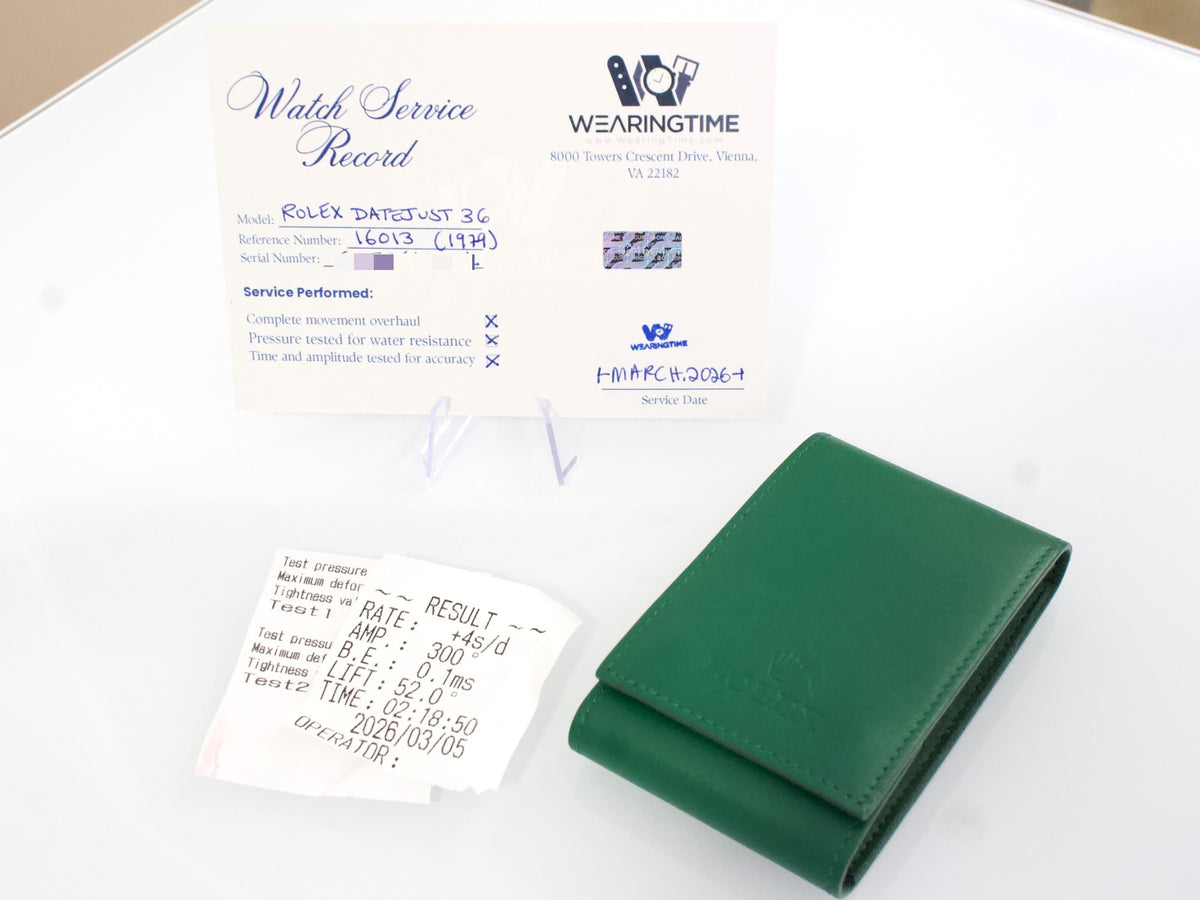 Watch Service
Record
WEARINGTIME
www.WearingTime.com
8000 Towers Crescent Drive, Vienna,
VA 22182
Model: ROLEX DATEJUST 36
Reference Number: 16013 (1979)
Serial Number:
Service Performed:
Complete movement overhaul X
Pressure tested for water resistance X
Time and amplitude tested for accuracy X
WEARINGTIME
MARCH.2026
Service Date
Test pressure
Maximum defor
Tightness va
Test1
Test pressu
Maximum def
Tightness
Test2
~ ~ RESULT ~ ~
RATE: +4s/d
AMP.: 300°
B.E.: 0.1ms
LIFT: 52.0°
TIME: 02:18:50
2026/03/05
OPERATOR:
ROLEX